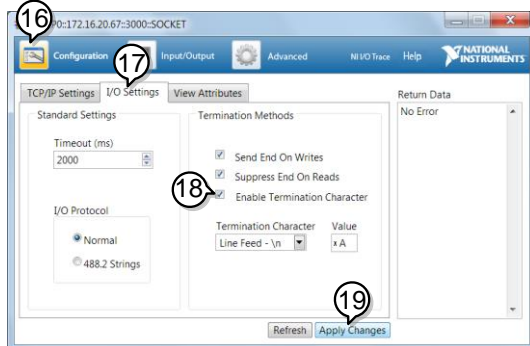 16
P0::172.16.20.67::3000::SOCKET
Configuration
Input/Output
Advanced
NI I/O Trace
Help
NATIONAL INSTRUMENTS
17
TCP/IP Settings
I/O Settings
View Attributes
Return Data
Standard Settings
Termination Methods
No Error
Timeout (ms)
2000
Send End On Writes
Suppress End On Reads
18
Enable Termination Character
I/O Protocol
Normal
488.2 Strings
Termination Character
Value
Line Feed - \n
x A
19
Refresh
Apply Changes